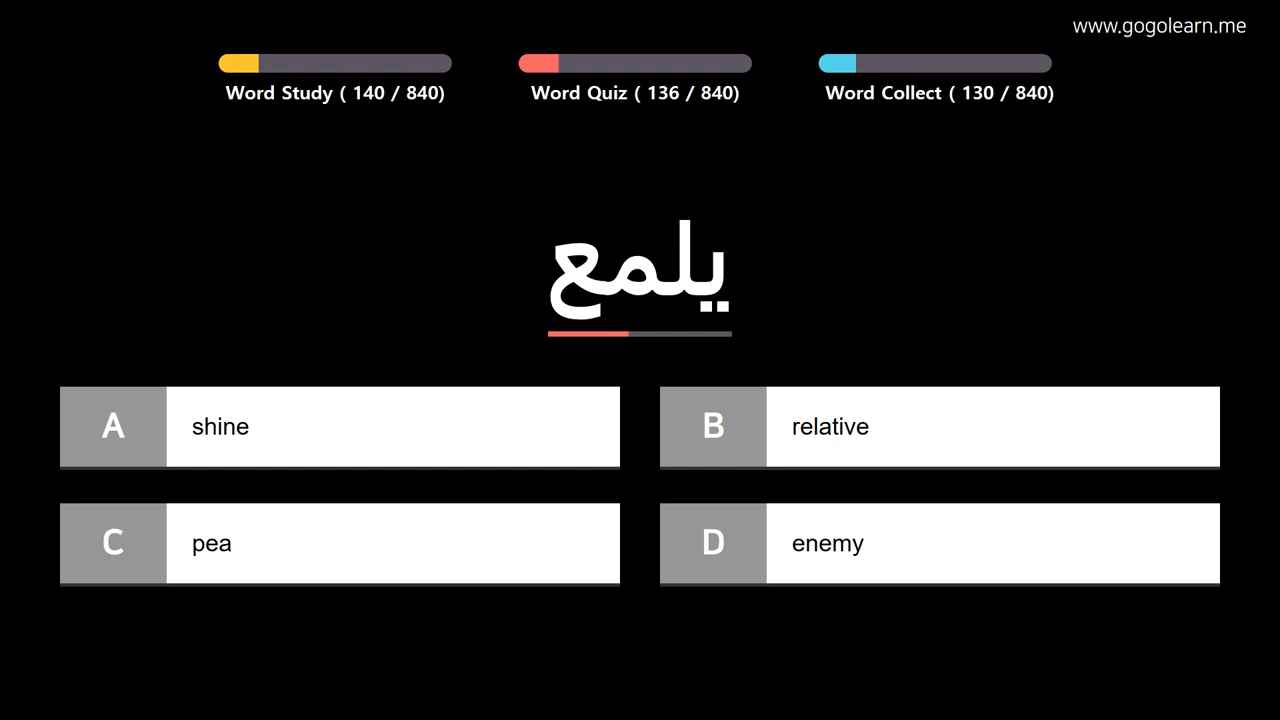 www.gogolearn.me
Word Study ( 140 / 840)
Word Quiz ( 136 / 840)
Word Collect ( 130 / 840)
يلمع
A shine
B relative
C pea
D enemy